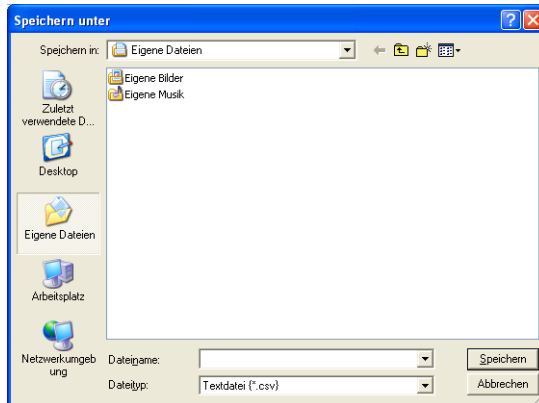 Speichern unter
Speichern in:
Eigene Dateien
Eigene Bilder
Eigene Musik
Zuletzt
verwendete D...
Desktop
Eigene Dateien
Arbeitsplatz
Netzwerkumgeb
ung
Dateiname:
Speichern
Dateityp:
Textdatei {*.csv}
Abbrechen